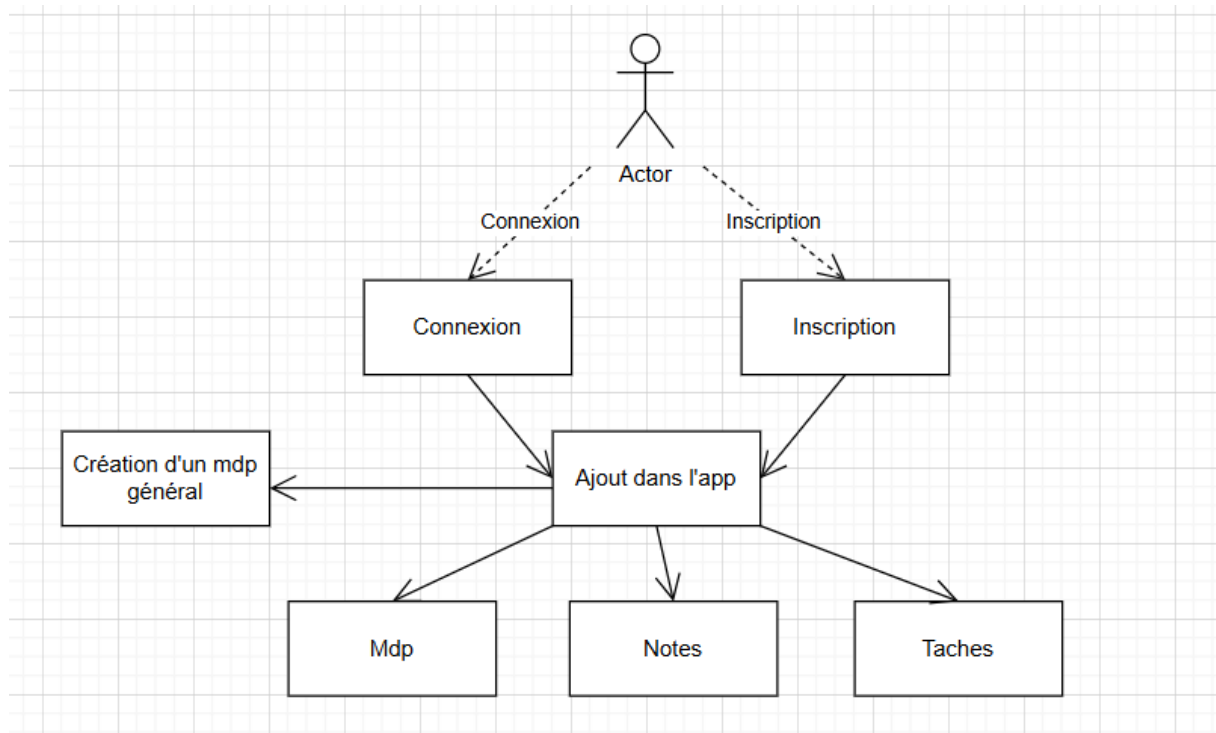 Actor
Connexion
Inscription
Connexion
Inscription
Création d'un mdp
général
Ajout dans l'app
Mdp
Notes
Taches